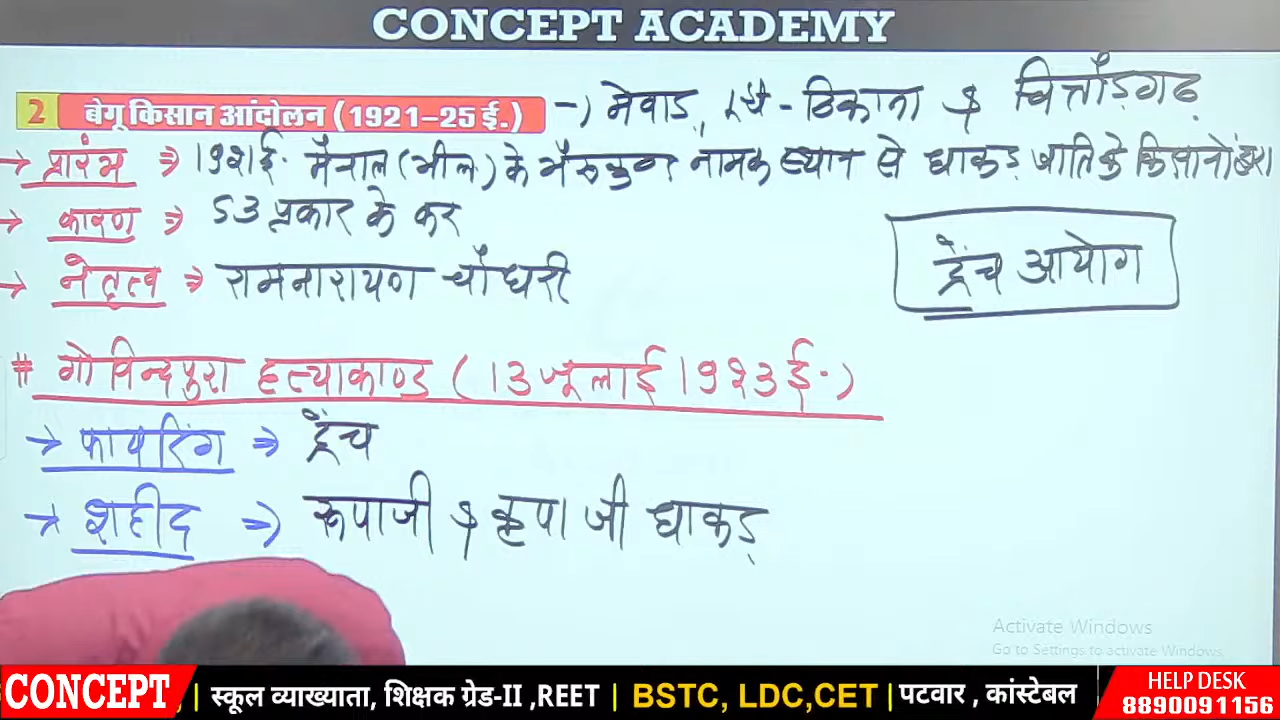 CONCEPT ACADEMY
2 बेगू किसान आंदोलन (1921–25 ई.) → मेवाड़, ठिकाना चित्तौड़गढ़
→ प्रारंभ ⇒ 1921ई. मैनाल (भील.) के भैरुकुण्ड नामक स्थान से धाकड़ जाति के किसानों द्वारा
→ कारण ⇒ 53 प्रकार के कर
→ नेतृत्व ⇒ रामनारायण चौधरी
ट्रेंच आयोग
# गोविन्दपुरा हत्याकाण्ड (13 जूलाई 1923 ई.)
→ फायरिंग ⇒ ट्रेंच
→ शहीद ⇒ रूपाजी & कृपा जी धाकड़
Activate Windows
Go to Settings to activate Windows.
CONCEPT | स्कूल व्याख्याता, शिक्षक ग्रेड-II ,REET | BSTC, LDC,CET | पटवार , कांस्टेबल
HELP DESK
8890091156